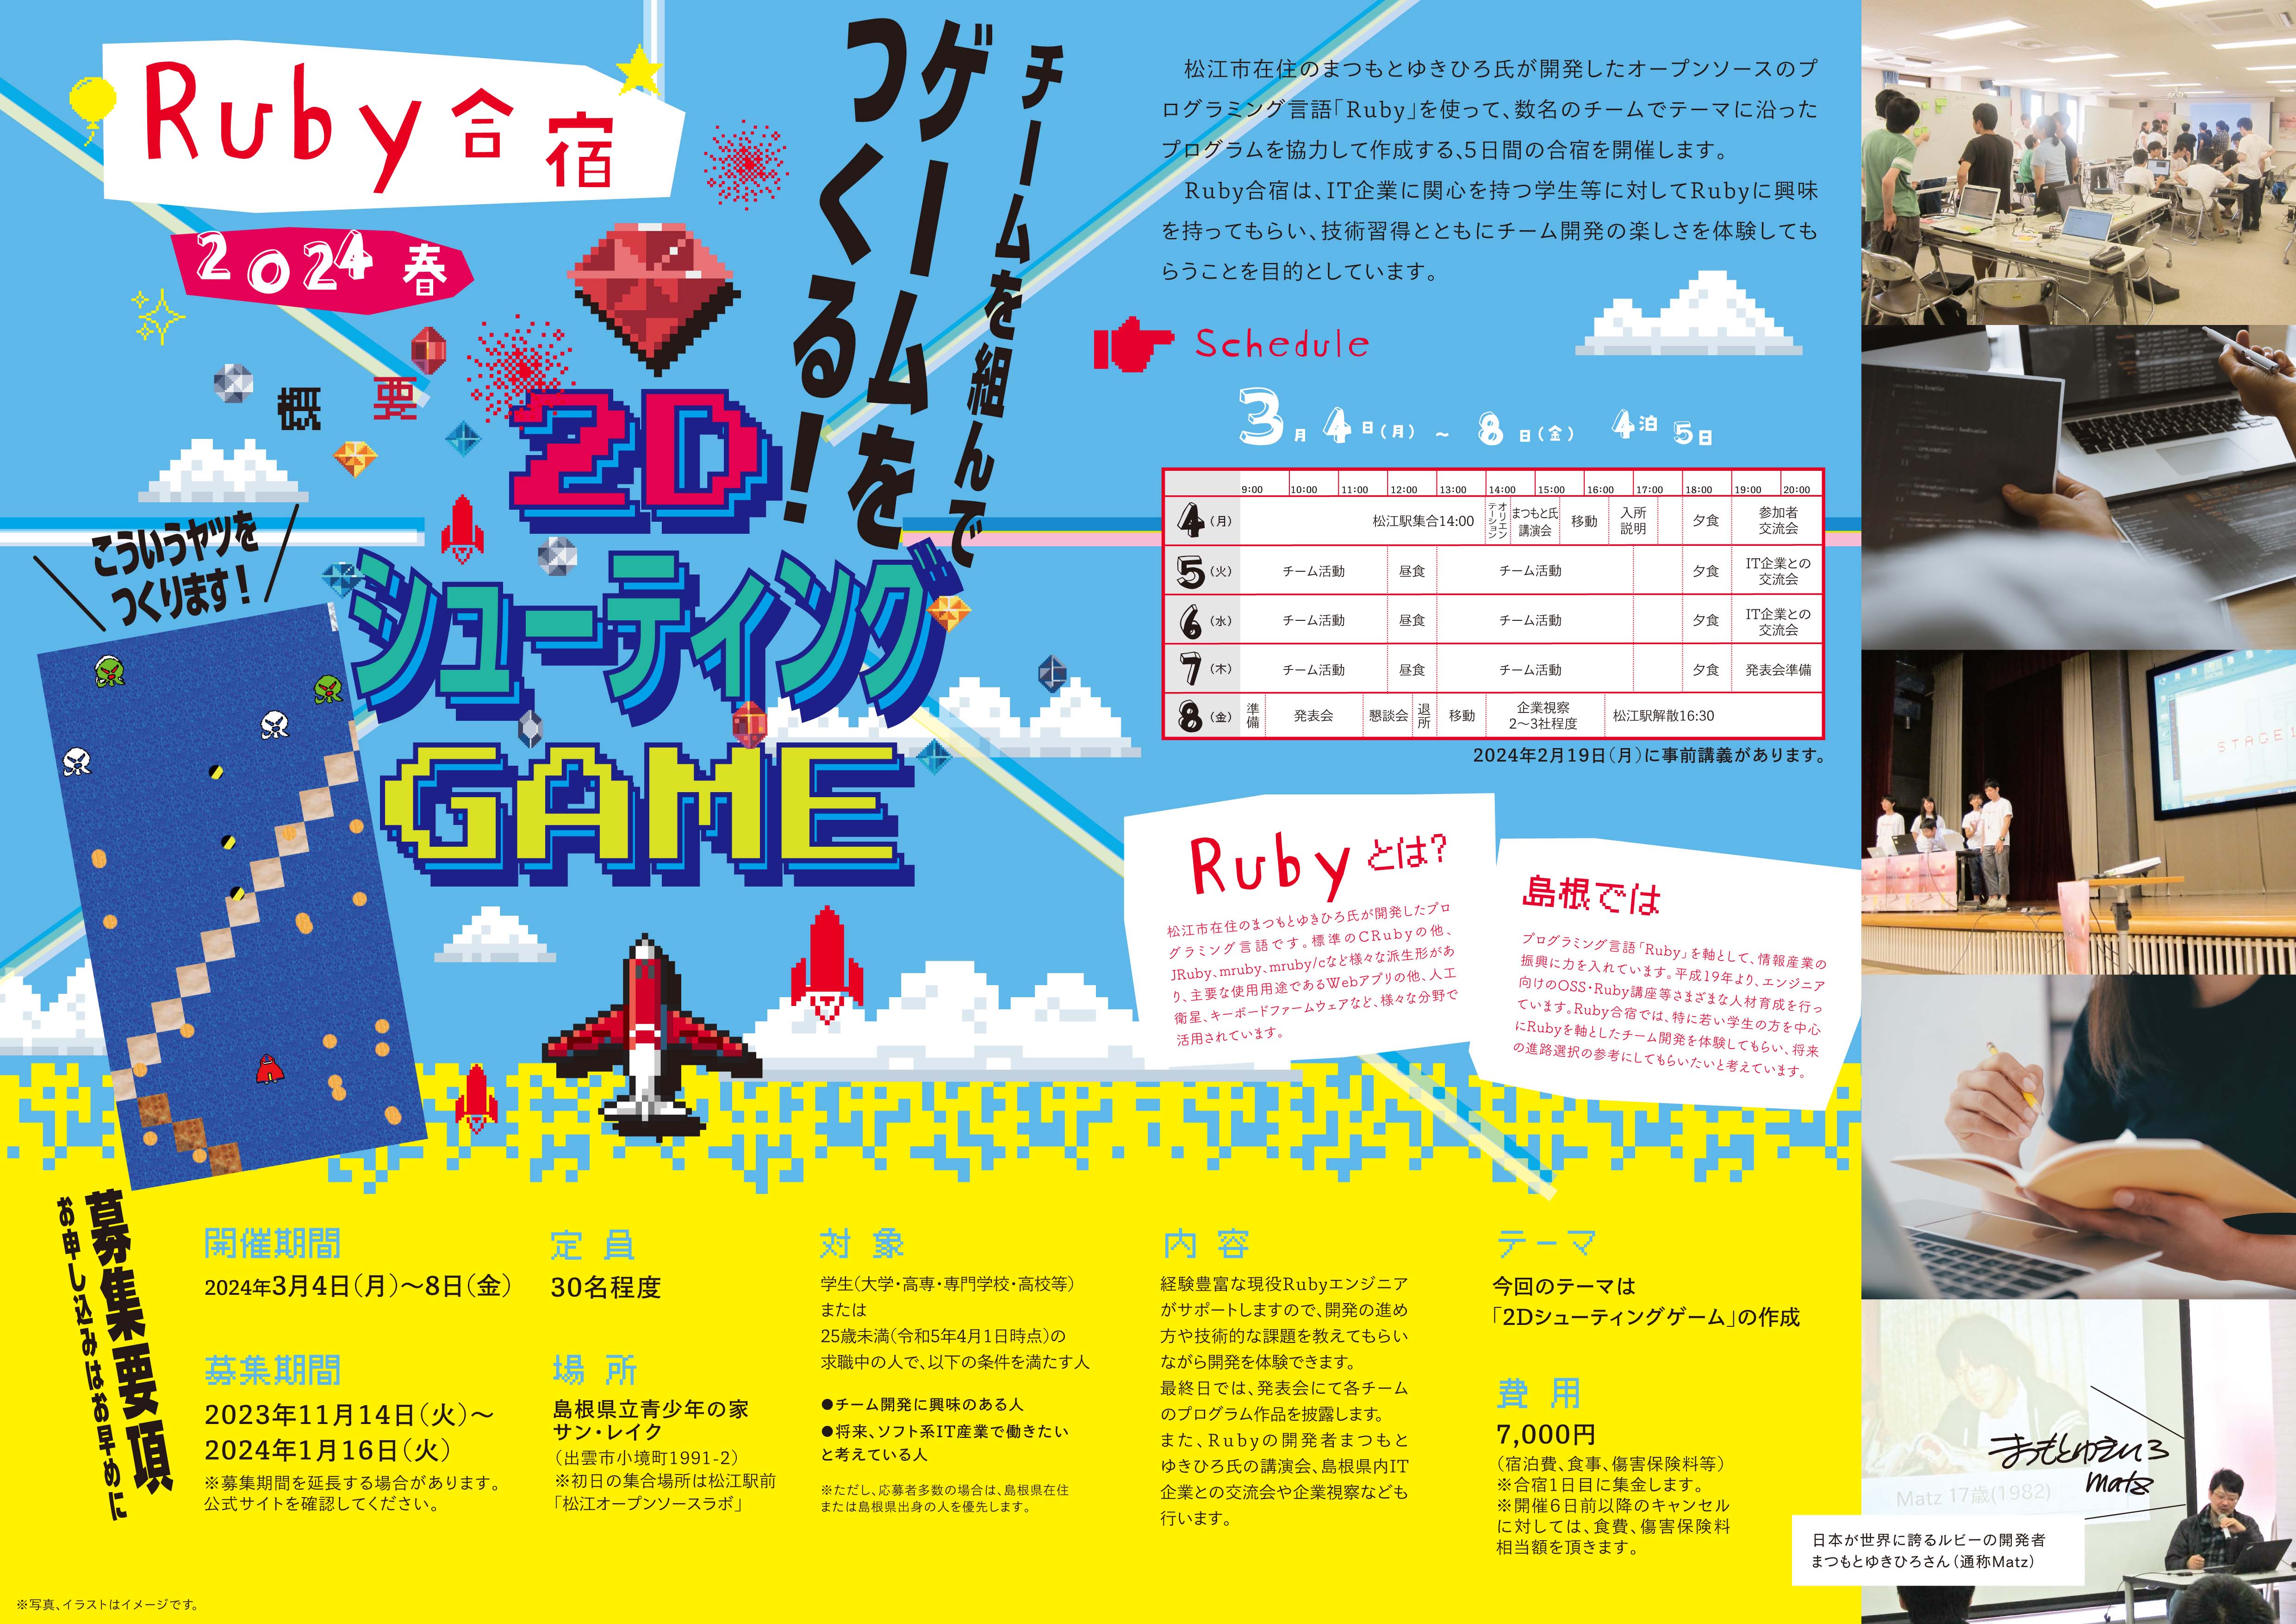 Ruby合宿
2024春
要項
チームを組んで
ゲームを
つくる!
2D
シューティング
GAME
こういうヤツを
つくります!
松江市在住のまつもとゆきひろ氏が開発したオープンソースのプ
ログラミング言語「Ruby」を使って、数名のチームでテーマに沿った
プログラムを協力して作成する、5日間の合宿を開催します。
Ruby合宿は、IT企業に関心を持つ学生等に対してRubyに興味
を持ってもらい、技術習得とともにチーム開発の楽しさを体験しても
らうことを目的としています。
Schedule
3月4日(月)~8日(金) 4泊5日
9:00 10:00 11:00 12:00 13:00 14:00 15:00 16:00 17:00 18:00 19:00 20:00
4(月) 松江駅集合14:00 オリエンテーション まつもと氏講演会 移動 入所説明 夕食 参加者交流会
5(火) チーム活動 昼食 チーム活動 夕食 IT企業との交流会
6(水) チーム活動 昼食 チーム活動 夕食 IT企業との交流会
7(木) チーム活動 昼食 チーム活動 夕食 発表会準備
8(金) 準備 発表会 懇談会 退所 移動 企業視察2〜3社程度 松江駅解散16:30
2024年2月19日(月)に事前講義があります。
Rubyとは?
松江市在住のまつもとゆきひろ氏が開発したプロ
グラミング言語です。標準のCRubyの他、
JRuby、mruby、mruby/cなど様々な派生形があ
り、主要な使用用途であるWebアプリの他、人工
衛星、キーボードファームウェアなど、様々な分野で
活用されています。
島根では
プログラミング言語「Ruby」を軸として、情報産業の
振興に力を入れています。平成19年より、エンジニア
向けのOSS・Ruby講座等さまざまな人材育成を行っ
ています。Ruby合宿では、特に若い学生の方を中心
にRubyを軸としたチーム開発を体験してもらい、将来
の進路選択の参考にしてもらいたいと考えています。
STAGE1
募集要項
お申し込みはお早めに
開催期間
2024年3月4日(月)〜8日(金)
募集期間
2023年11月14日(火)〜
2024年1月16日(火)
※募集期間を延長する場合があります。
公式サイトを確認してください。
定員
30名程度
場所
島根県立青少年の家
サン・レイク
(出雲市小境町1991-2)
※初日の集合場所は松江駅前
「松江オープンソースラボ」
対象
学生(大学・高専・専門学校・高校等)
または
25歳未満(令和5年4月1日時点)の
求職中の人で、以下の条件を満たす人
●チーム開発に興味のある人
●将来、ソフト系IT産業で働きたい
と考えている人
※ただし、応募者多数の場合は、島根県在住
または島根県出身の人を優先します。
内容
経験豊富な現役Rubyエンジニア
がサポートしますので、開発の進め
方や技術的な課題を教えてもらい
ながら開発を体験できます。
最終日では、発表会にて各チーム
のプログラム作品を披露します。
また、Rubyの開発者まつもと
ゆきひろ氏の講演会、島根県内IT
企業との交流会や企業視察なども
行います。
テーマ
今回のテーマは
「2Dシューティングゲーム」の作成
費用
7,000円
(宿泊費、食事、傷害保険料等)
※合宿1日目に集金します。
※開催6日前以降のキャンセル
に対しては、食費、傷害保険料
相当額を頂きます。
まつもとゆきひろ
matz
Matz 17歳(1982)
日本が世界に誇るルビーの開発者
まつもとゆきひろさん(通称Matz)
※写真、イラストはイメージです。